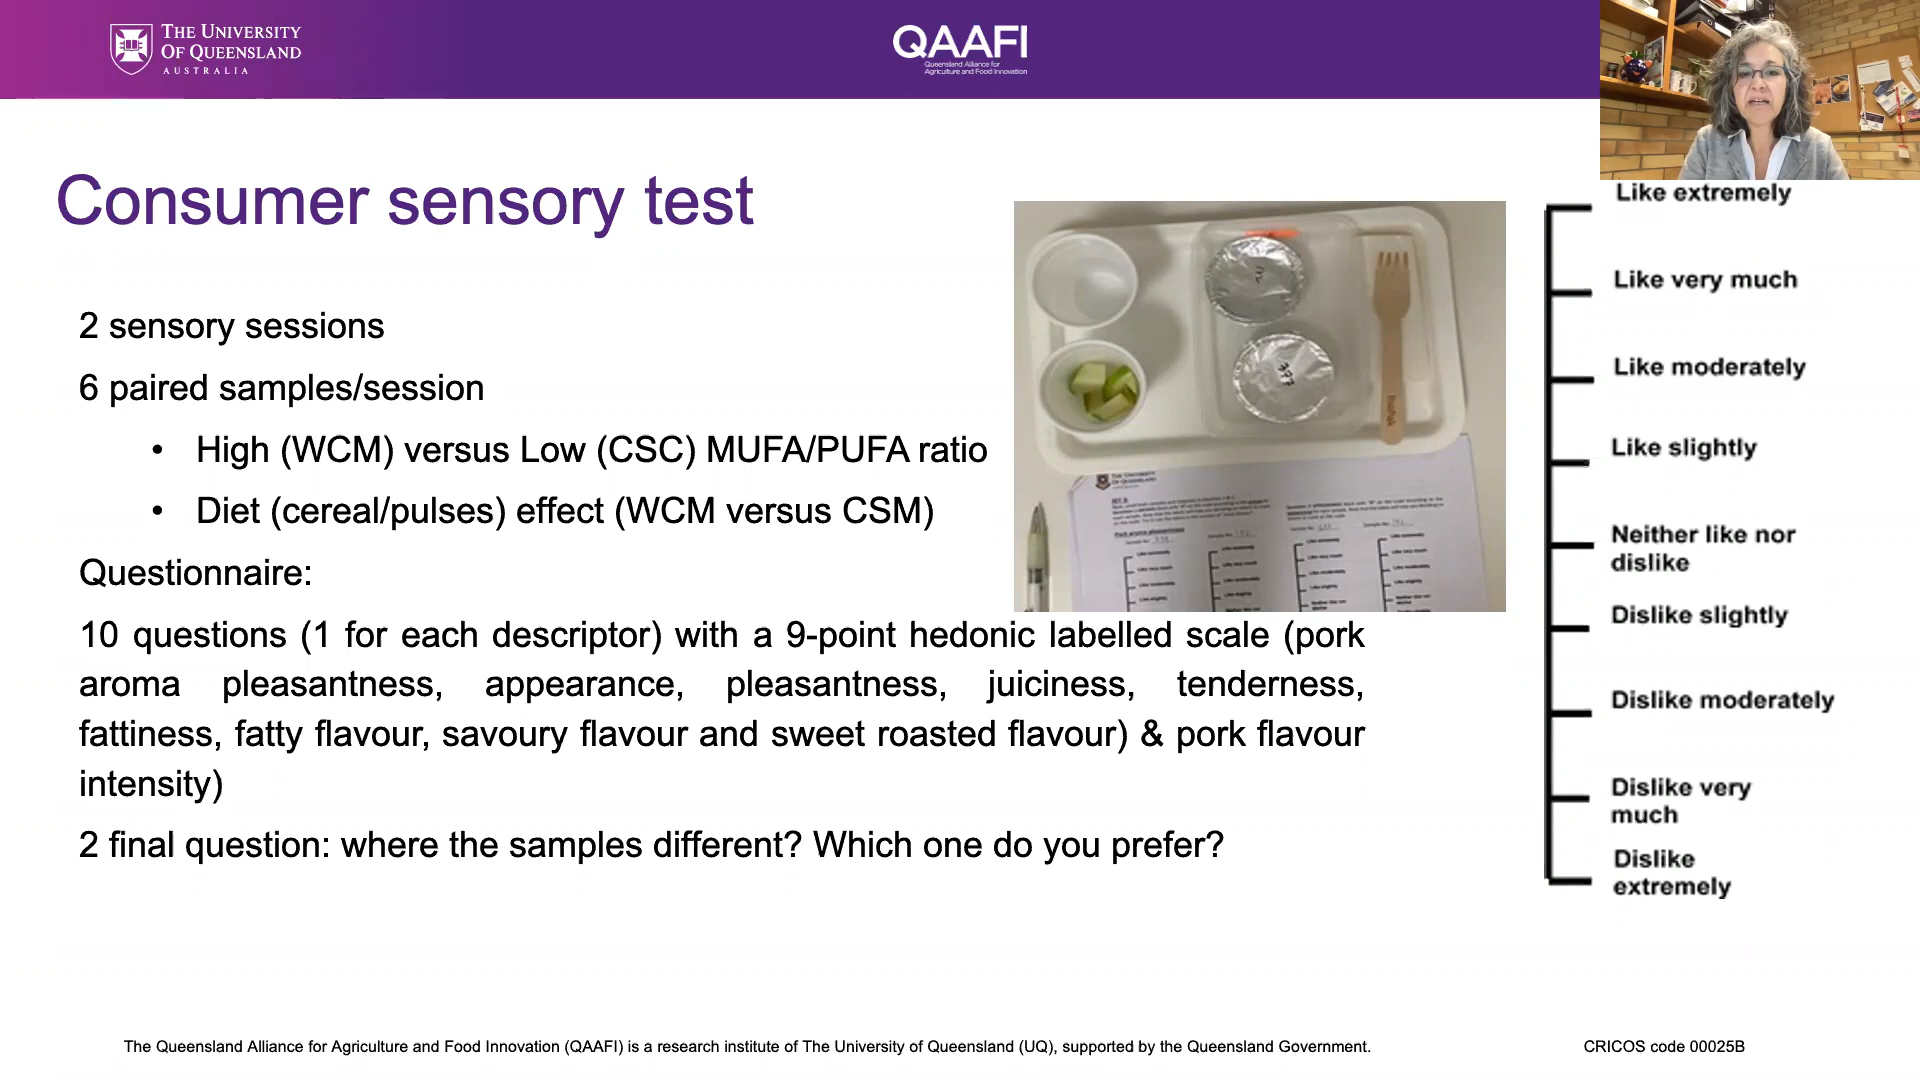 THE UNIVERSITY
OF QUEENSLAND
AUSTRALIA
QAAFI
Queensland Alliance for
Agriculture and Food Innovation
Consumer sensory test
2 sensory sessions
6 paired samples/session
• High (WCM) versus Low (CSC) MUFA/PUFA ratio
• Diet (cereal/pulses) effect (WCM versus CSM)
Questionnaire:
10 questions (1 for each descriptor) with a 9-point hedonic labelled scale (pork
aroma pleasantness, appearance, pleasantness, juiciness, tenderness,
fattiness, fatty flavour, savoury flavour and sweet roasted flavour) & pork flavour
intensity)
2 final question: where the samples different? Which one do you prefer?
THE UNIVERSITY
OF QUEENSLAND
Like extremely
Like very much
Like moderately
Like slightly
Neither like nor
dislike
Dislike slightly
Dislike moderately
Dislike very
much
Dislike
extremely
The Queensland Alliance for Agriculture and Food Innovation (QAAFI) is a research institute of The University of Queensland (UQ), supported by the Queensland Government.
CRICOS code 00025B